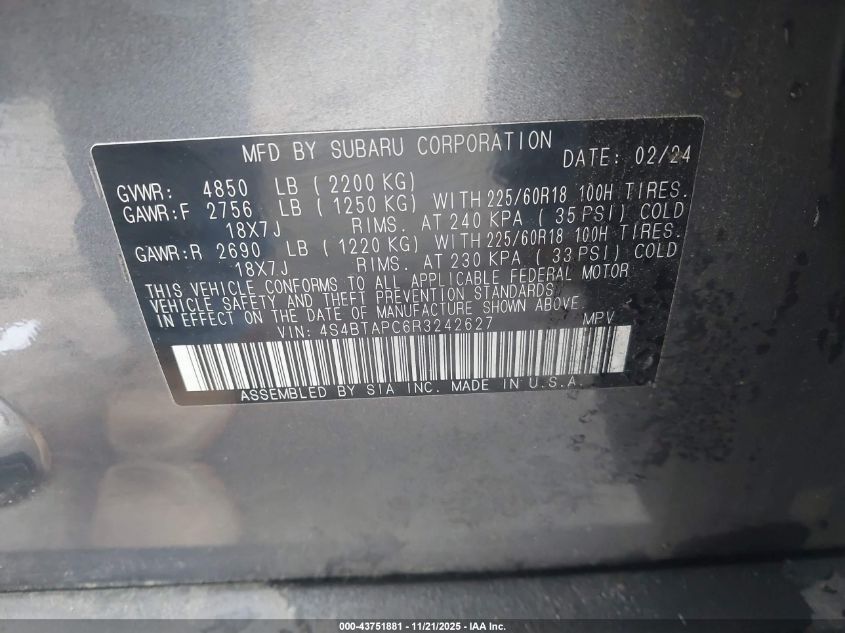 MFD BY SUBARU CORPORATION DATE: 02/24
GVWR: 4850 LB ( 2200 KG)
GAWR:F 2756 LB ( 1250 KG) WITH 225/60R18 100H TIRES.
18X7J RIMS. AT 240 KPA ( 35 PSI) COLD
GAWR:R 2690 LB ( 1220 KG) WITH 225/60R18 100H TIRES.
18X7J RIMS. AT 230 KPA ( 33 PSI) COLD
THIS VEHICLE CONFORMS TO ALL APPLICABLE FEDERAL MOTOR
VEHICLE SAFETY AND THEFT PREVENTION STANDARDS
IN EFFECT ON THE DATE OF MANUFACTURE SHOWN ABOVE
VIN: 4S4BTAPC6R3242627 MPV
ASSEMBLED BY SIA INC. MADE IN U.S.A.
000-43751881 - 11/21/2025 - IAA Inc.